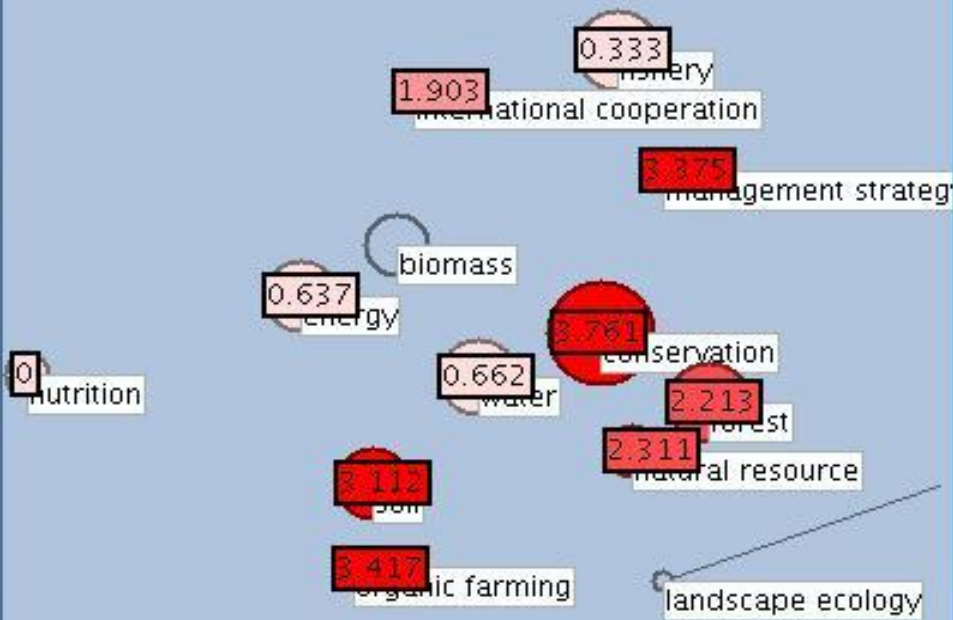 0.333
fishery
1.903
international cooperation
3.375
management strategy
biomass
0.637
energy
3.761
conservation
0
nutrition
0.662
water
2.213
forest
2.311
natural resource
3.112
soil
3.417
organic farming
landscape ecology